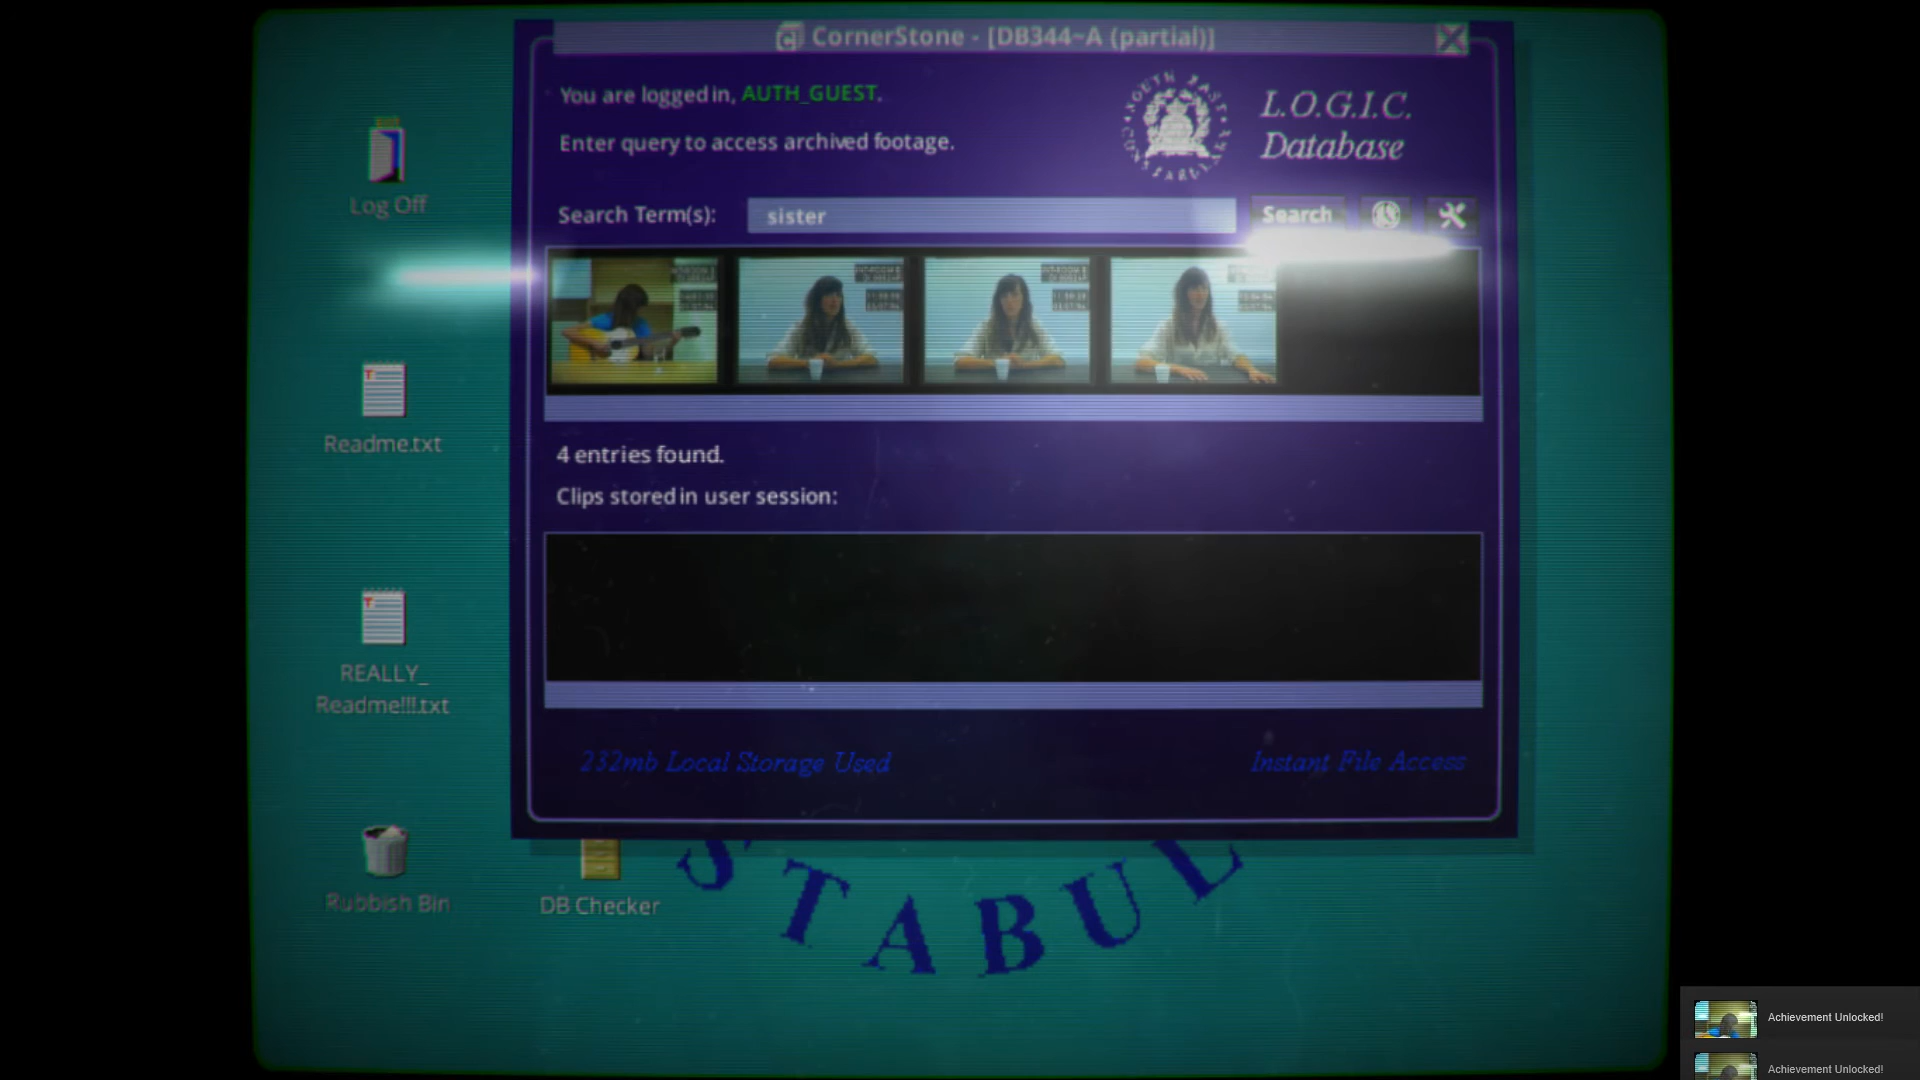 CornerStone - [DB344~A (partial)]
You are logged in, AUTH_GUEST.
Enter query to access archived footage.
SOUTH EAST
L.O.G.I.C.
Database
Search Term(s):
sister
Search
4 entries found.
Clips stored in user session:
232mb Local Storage Used
Instant File Access
Log Off
Readme.txt
REALLY_
Readme!!!.txt
Rubbish Bin
DB Checker
STABUL
Achievement Unlocked!
Achievement Unlocked!